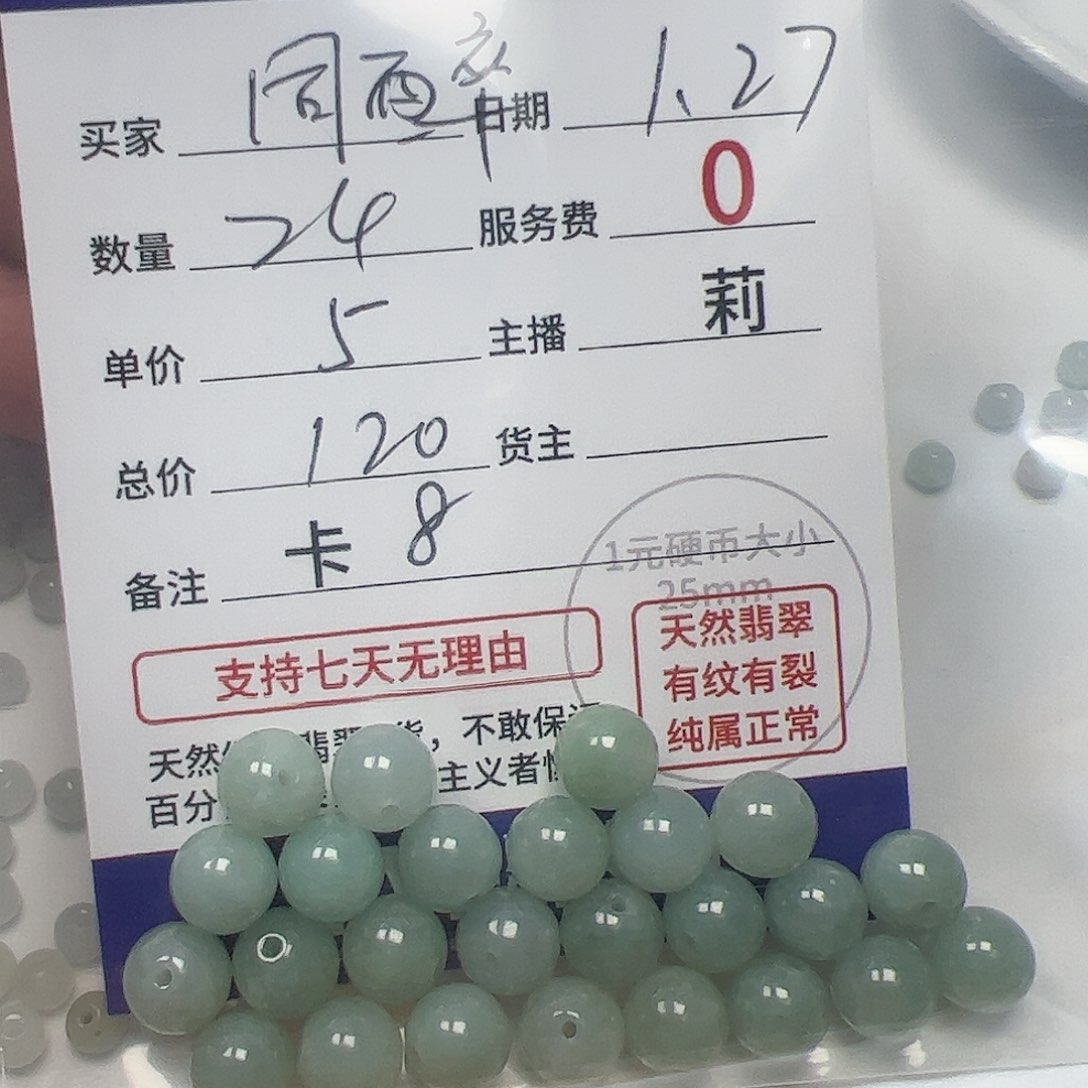 买家 日期 1.27
数量 24 服务费 0
单价 5 主播 莉
总价 120 货主
备注 卡 8
1元硬币大小
25mm
支持七天无理由
天然翡翠
有纹有裂
纯属正常
天然 翡翠 货，不敢保证
百分 主义者慎